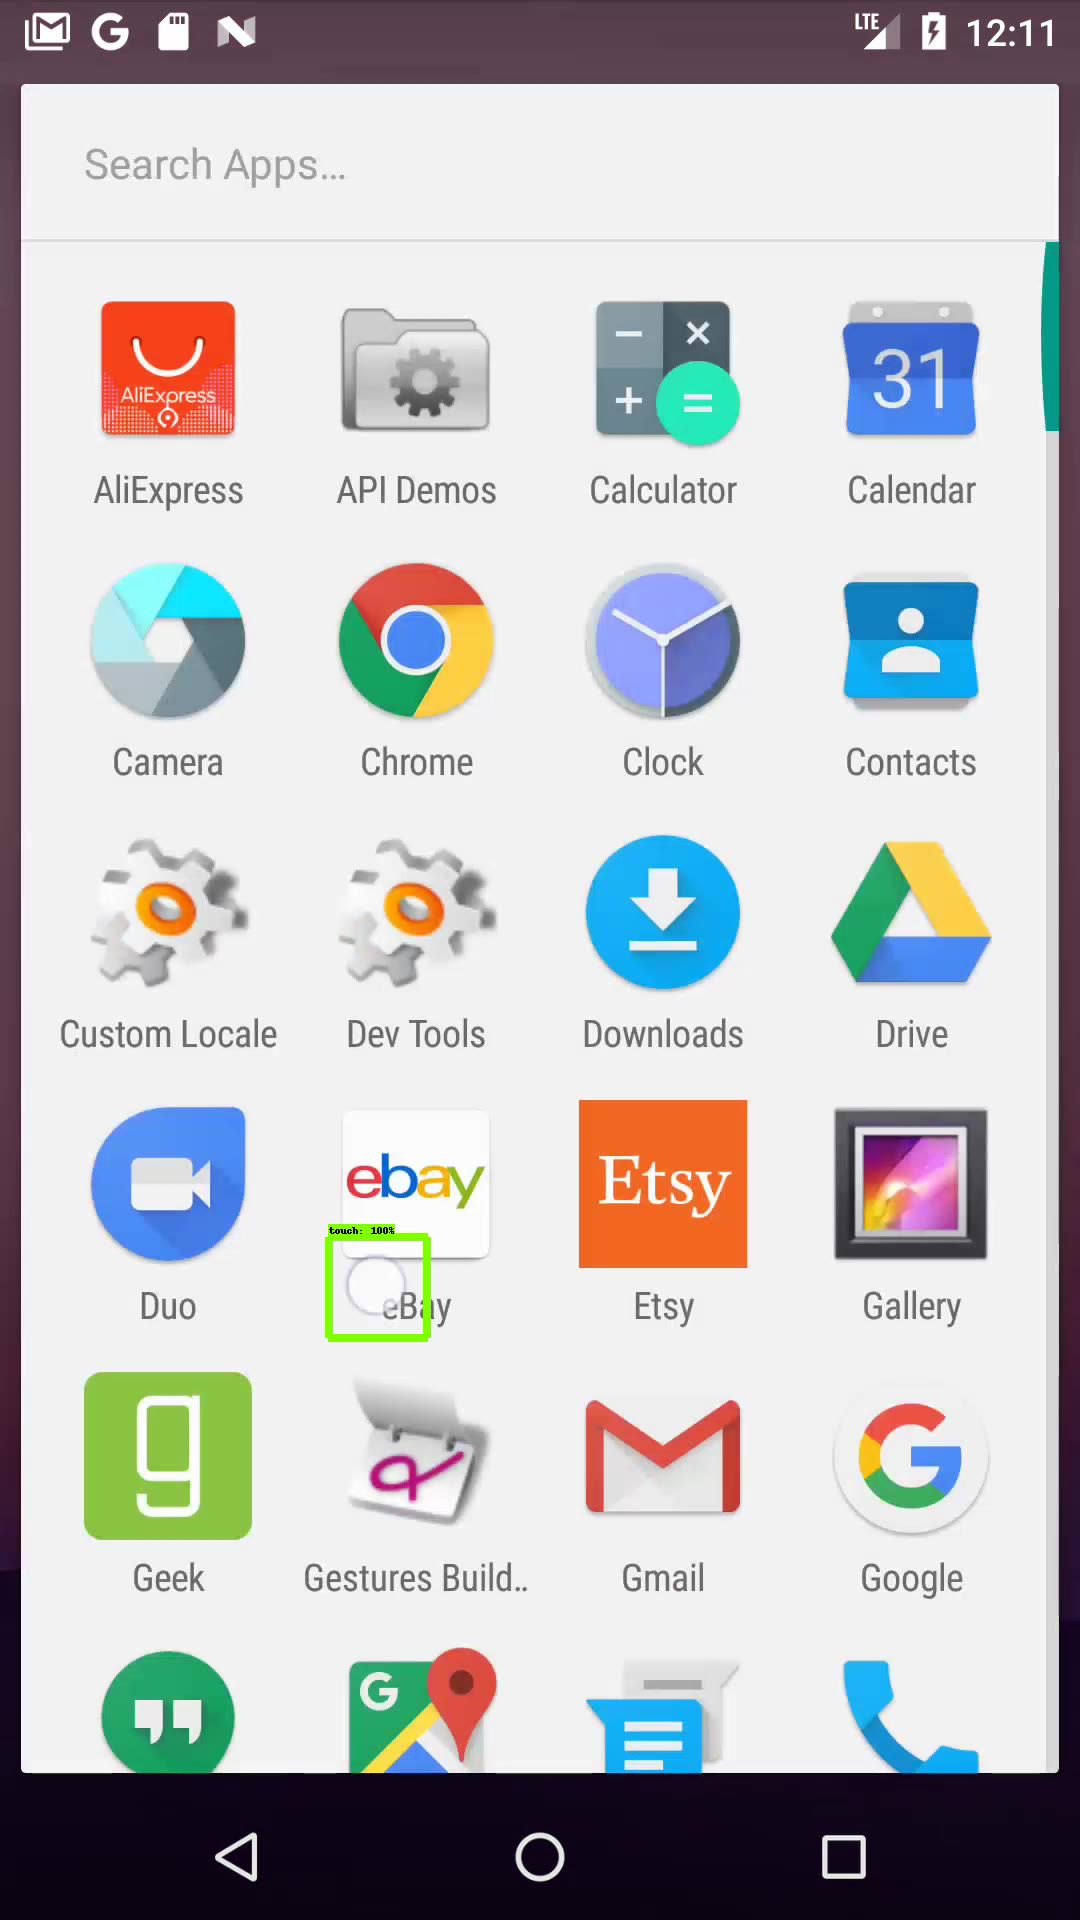 LTE 12:11
Search Apps...
AliExpress
31
AliExpress API Demos Calculator Calendar
Camera Chrome Clock Contacts
Custom Locale Dev Tools Downloads Drive
ebay Etsy
touch: 100%
Duo eBay Etsy Gallery
g G
Geek Gestures Build.. Gmail Google
G